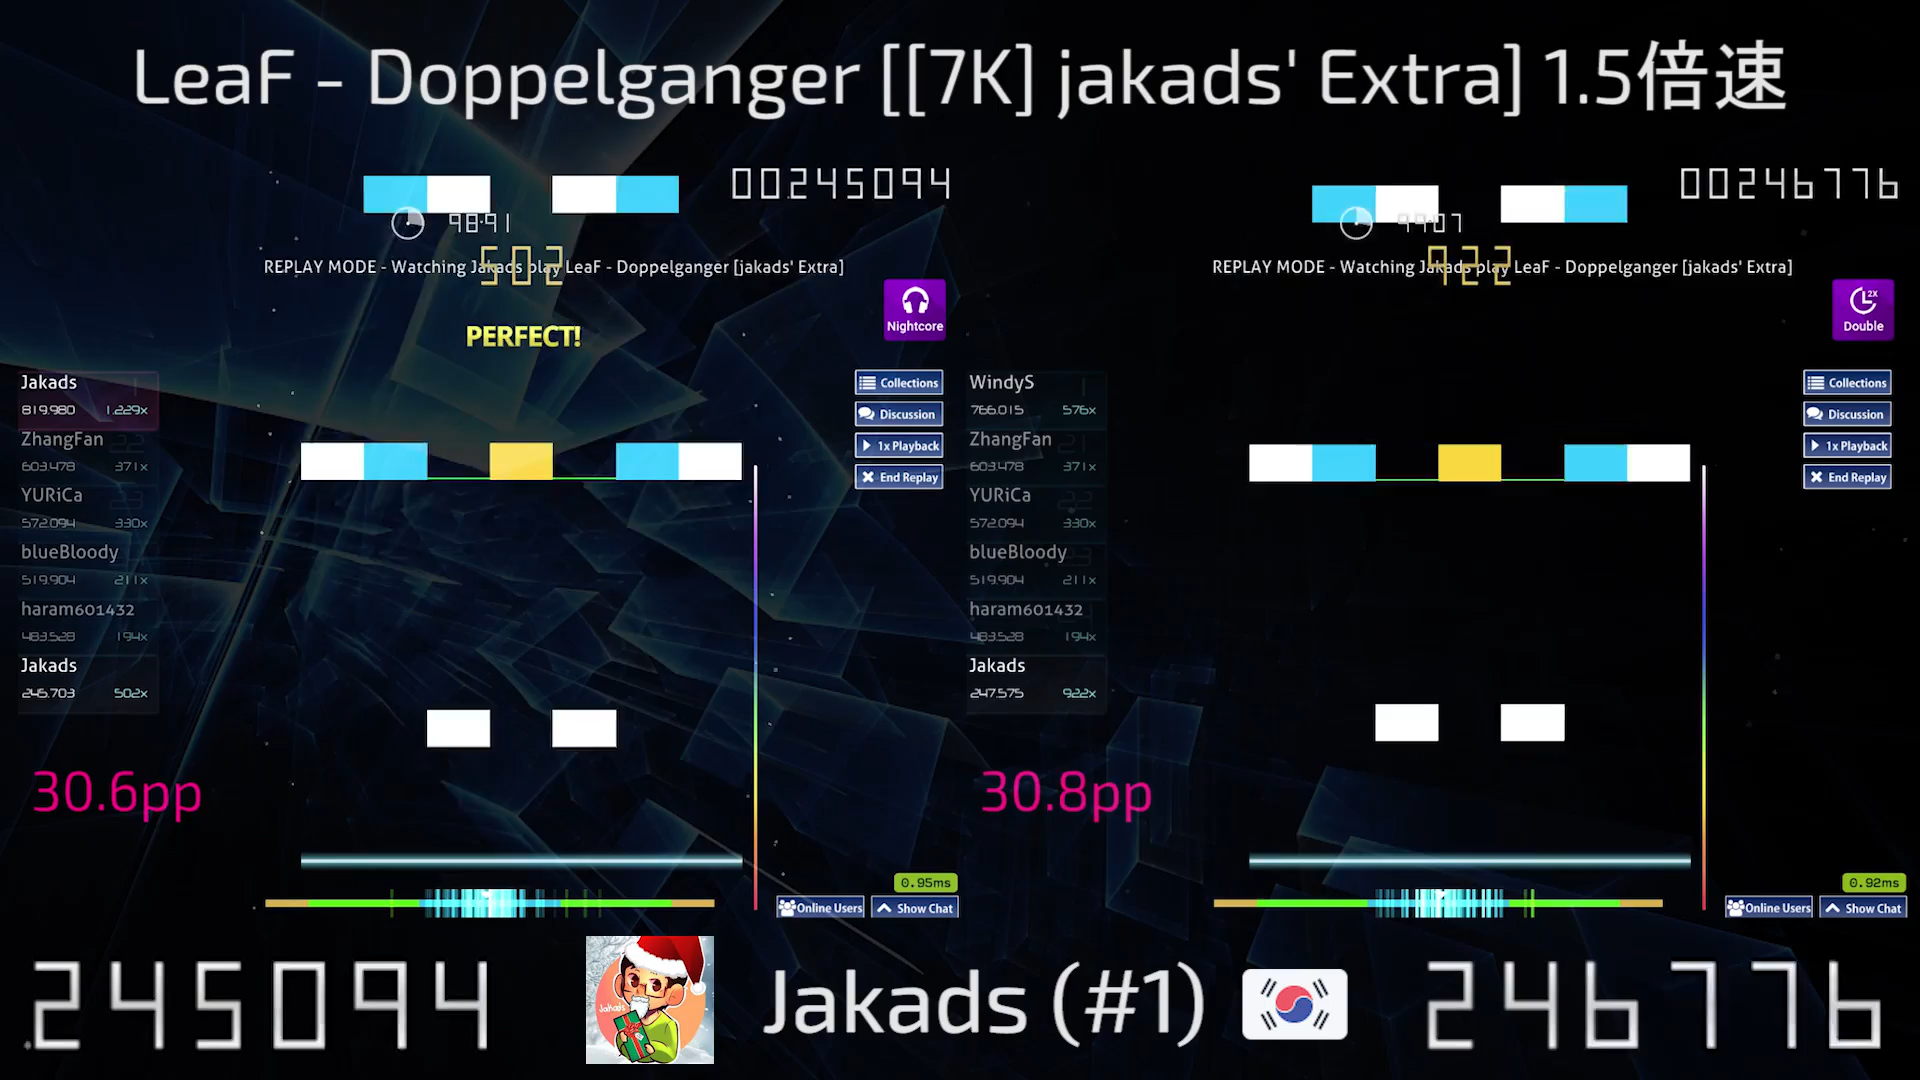 LeaF - Doppelganger [[7K] jakads' Extra] 1.5倍速
00245094
98.91
502
REPLAY MODE - Watching Jakads play LeaF - Doppelganger [jakads' Extra]
Nightcore
PERFECT!
Jakads
819.980 1.229x
ZhangFan
603.478 371x
YURiCa
572.094 330x
blueBloody
519.904 211x
haram601432
483.528 194x
Jakads
245.703 502x
Collections
Discussion
1x Playback
End Replay
30.6pp
0.95ms
Online Users
Show Chat
00246776
99.07
922
REPLAY MODE - Watching Jakads play LeaF - Doppelganger [jakads' Extra]
2X
Double
WindyS
766.015 576x
ZhangFan
603.478 371x
YURiCa
572.094 330x
blueBloody
519.904 211x
haram601432
483.528 194x
Jakads
247.575 922x
Collections
Discussion
1x Playback
End Replay
30.8pp
0.92ms
Online Users
Show Chat
245094
Jakads
Jakads (#1)
246776